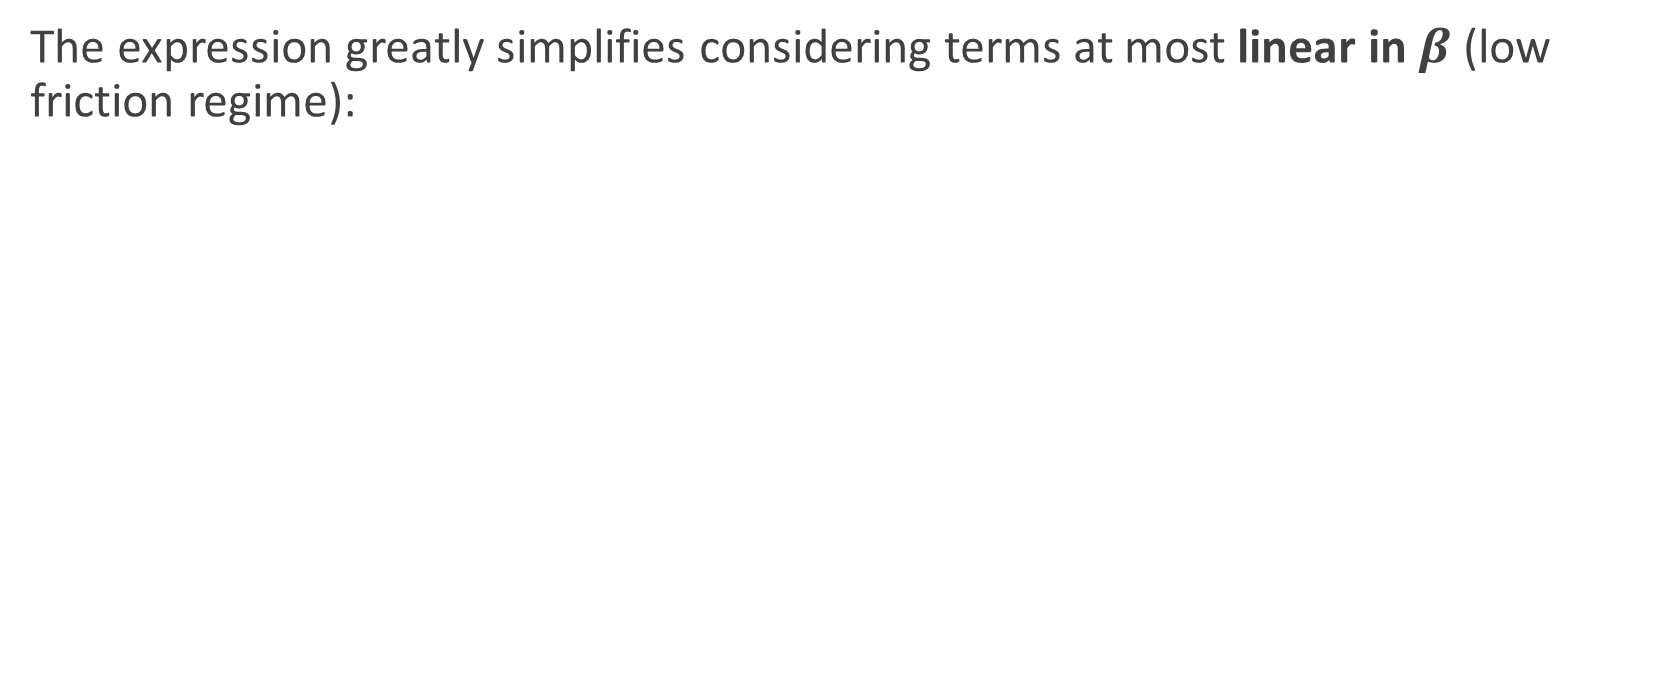 The expression greatly simplifies considering terms at most linear in β (low
friction regime):